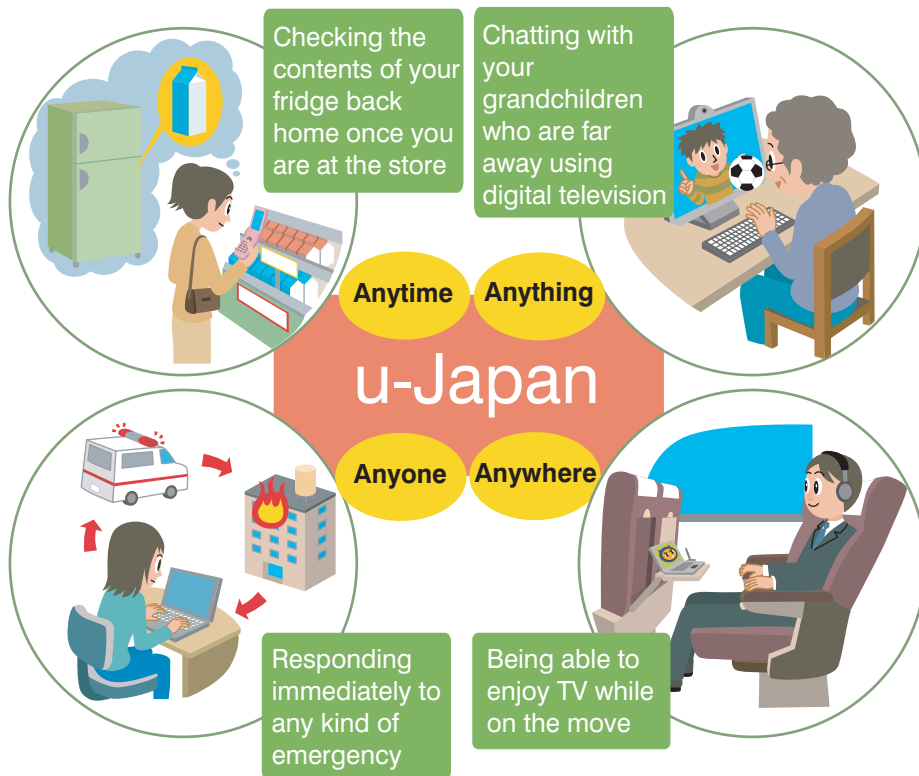 Checking the
contents of your
fridge back
home once you
are at the store
Chatting with
your
grandchildren
who are far
away using
digital television
Anytime
Anything
u-Japan
Anyone
Anywhere
Responding
immediately to
any kind of
emergency
Being able to
enjoy TV while
on the move